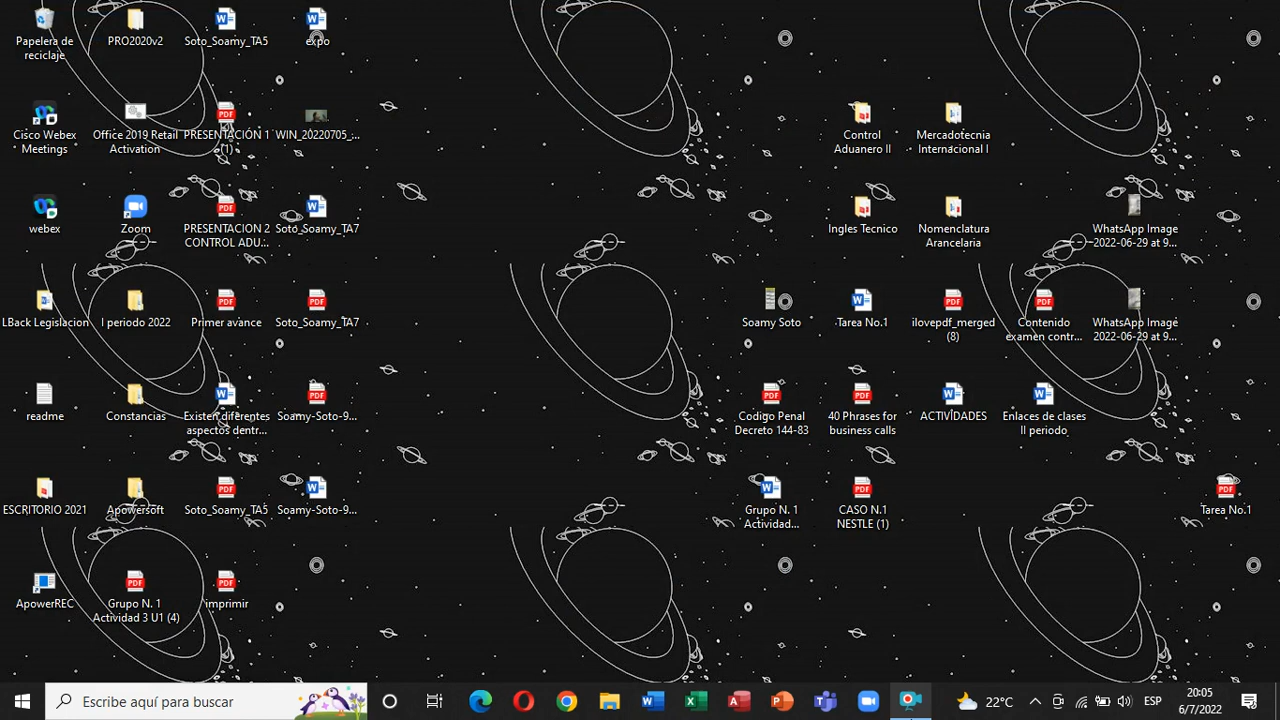 Papelera de
reciclaje
PRO2020v2
Soto_Soamy_TA5
expo
Cisco Webex
Meetings
Office 2019 Retail
Activation
PRESENTACIÓN 1
(1)
WIN_20220705_...
Control
Aduanero II
Mercadotecnia
Internacional I
webex
Zoom
PRESENTACION 2
CONTROL ADU...
Soto_Soamy_TA7
Ingles Tecnico
Nomenclatura
Arancelaria
WhatsApp Image
2022-06-29 at 9...
LBack Legislacion
I periodo 2022
Primer avance
Soto_Soamy_TA7
Soamy Soto
Tarea No.1
ilovepdf_merged
(8)
Contenido
examen contr...
WhatsApp Image
2022-06-29 at 9...
readme
Constancias
Existen diferentes
aspectos dentr...
Soamy-Soto-9...
Codigo Penal
Decreto 144-83
40 Phrases for
business calls
ACTIVIDADES
Enlaces de clases
II periodo
ESCRITORIO 2021
Apowersoft
Soto_Soamy_TA5
Soamy-Soto-9...
Grupo N. 1
Actividad...
CASO N.1
NESTLE (1)
Tarea No.1
ApowerREC
Grupo N. 1
Actividad 3 U1 (4)
imprimir
Escribe aquí para buscar
22°C
ESP
20:05
6/7/2022